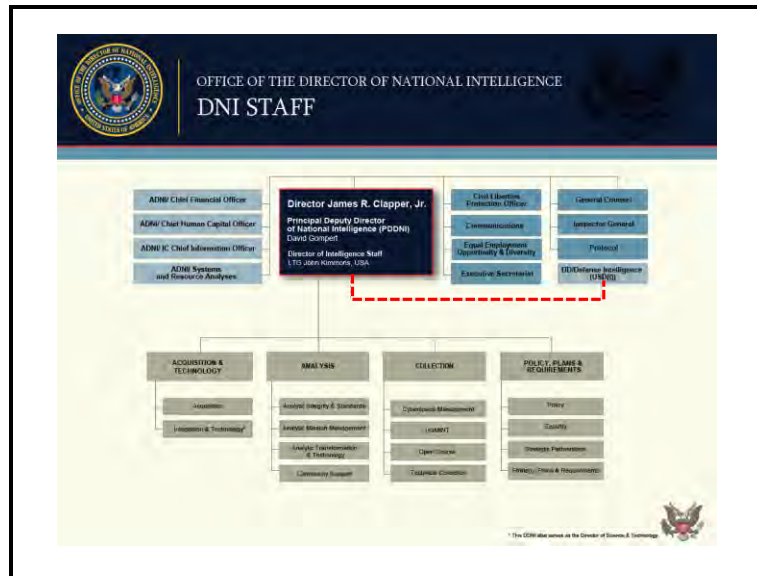 OFFICE OF THE DIRECTOR OF NATIONAL INTELLIGENCE
DNI STAFF
ADNI/ Chief Financial Officer
ADNI/ Chief Human Capital Officer
ADNI/ IC Chief Information Officer
ADNI/ Systems
and Resource Analyses
Director James R. Clapper, Jr.
Principal Deputy Director
of National Intelligence (PDDNI)
David Gompert
Director of Intelligence Staff
LTG John Kimmons, USA
Civil Liberties
Protection Officer
Communications
Equal Employment
Opportunity & Diversity
Executive Secretariat
General Counsel
Inspector General
Protocol
DD/Defense Intelligence
(USD(I))
ACQUISITION &
TECHNOLOGY
Acquisition
& Technology*
ANALYSIS
Analytic Integrity & Standards
Analytic Mission Management
Analytic Transformation
& Technology
Community Support
COLLECTION
Management
HUMINT
Open Source
Technical Collection
POLICY, PLANS &
REQUIREMENTS
Policy
Security
Strategic Partnerships
Plans & Requirements
* This DDNI also serves as the Director of Science & Technology